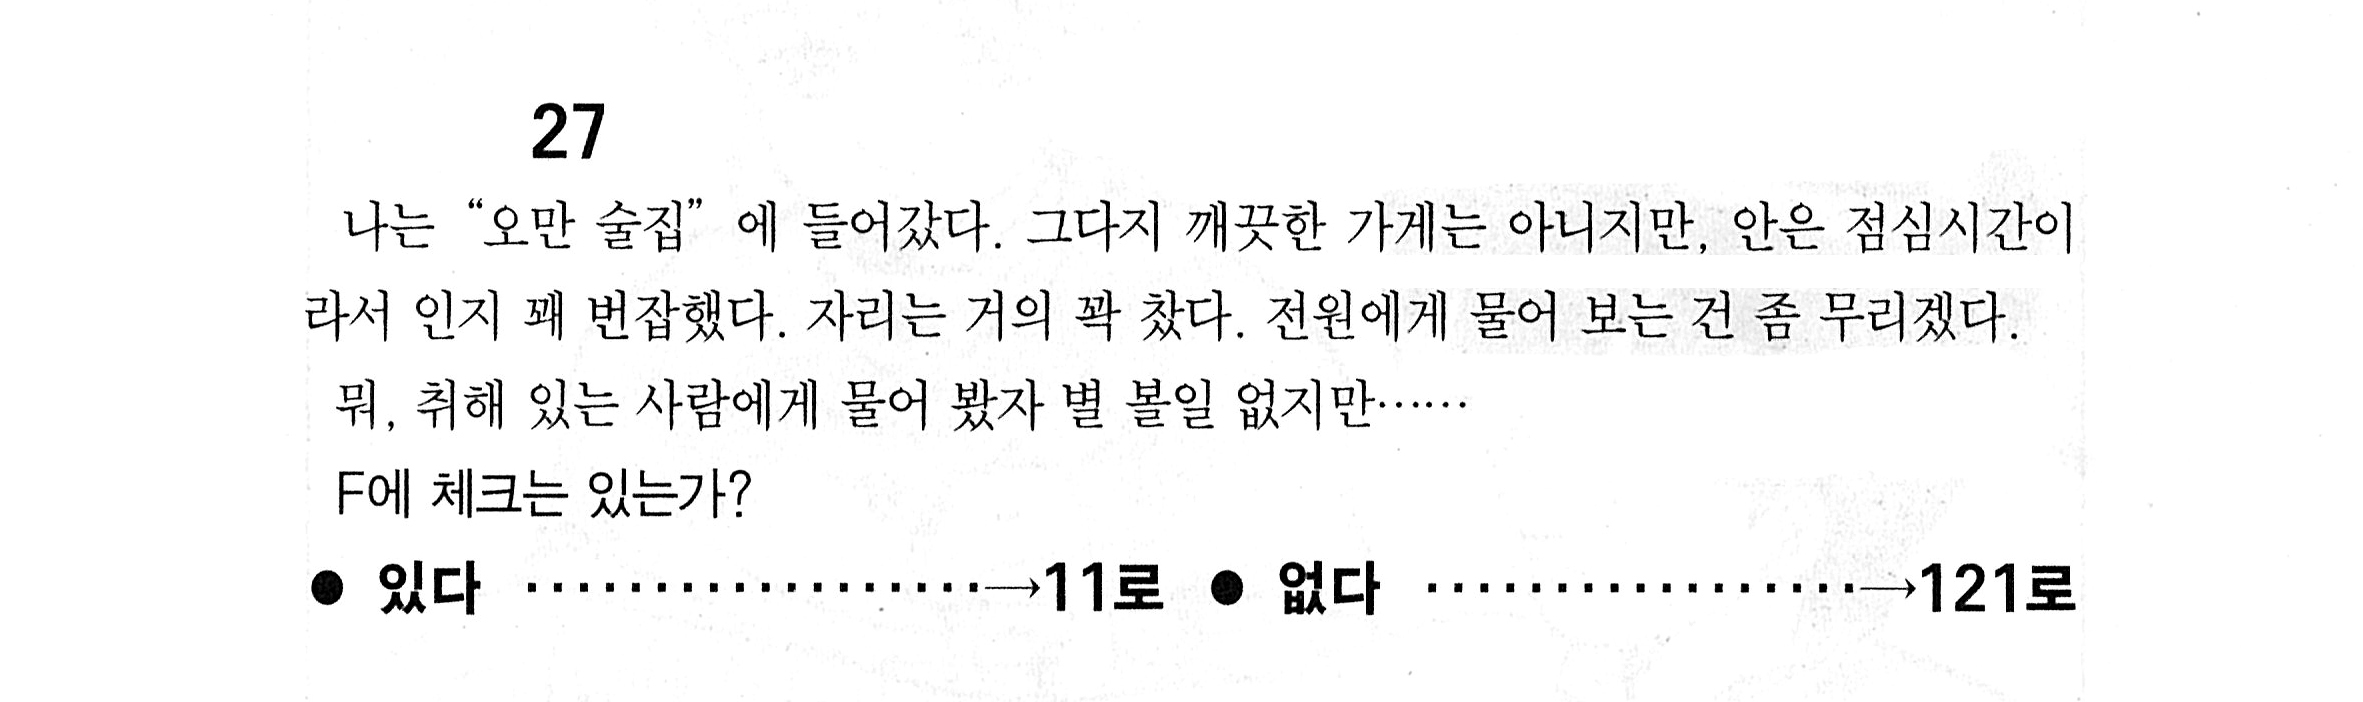 27
나는 “오만 술집” 에 들어갔다. 그다지 깨끗한 가게는 아니지만, 안은 점심시간이
라서 인지 꽤 번잡했다. 자리는 거의 꽉 찼다. 전원에게 물어 보는 건 좀 무리겠다.
뭐, 취해 있는 사람에게 물어 봤자 별 볼일 없지만……
F에 체크는 있는가?
● 있다 ··················→11로 ● 없다 ·················→121로